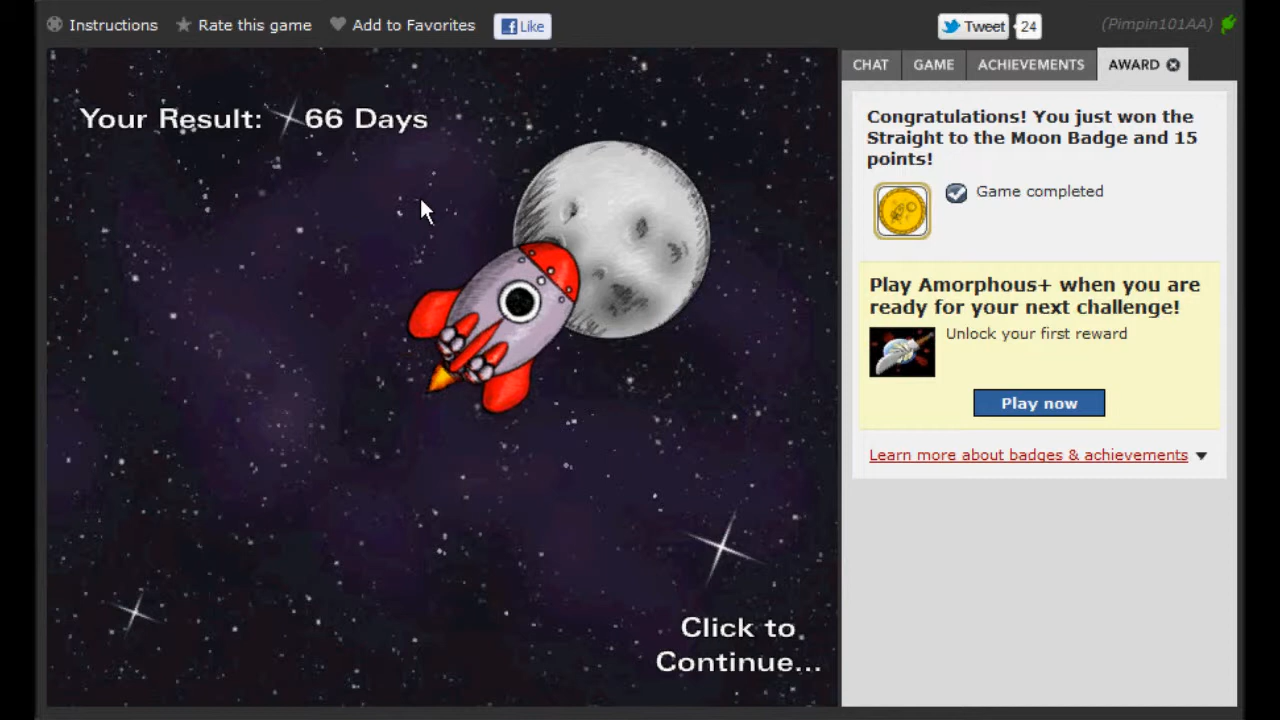 Instructions
Rate this game
Add to Favorites
Like
Tweet
24
(Pimpin101AA)
CHAT
GAME
ACHIEVEMENTS
AWARD
Your Result: 66 Days
Click to
Continue...
Congratulations! You just won the
Straight to the Moon Badge and 15
points!
Game completed
Play Amorphous+ when you are
ready for your next challenge!
Unlock your first reward
Play now
Learn more about badges & achievements